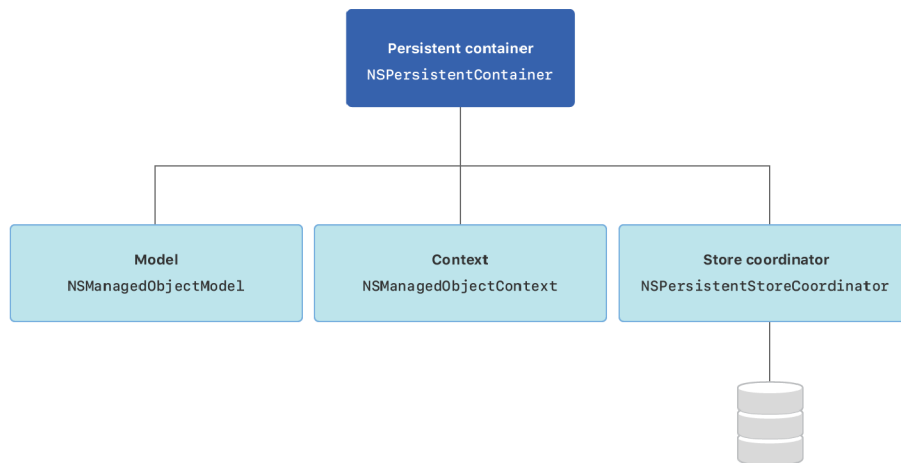 Persistent container
NSPersistentContainer
Model
NSManagedObjectModel
Context
NSManagedObjectContext
Store coordinator
NSPersistentStoreCoordinator